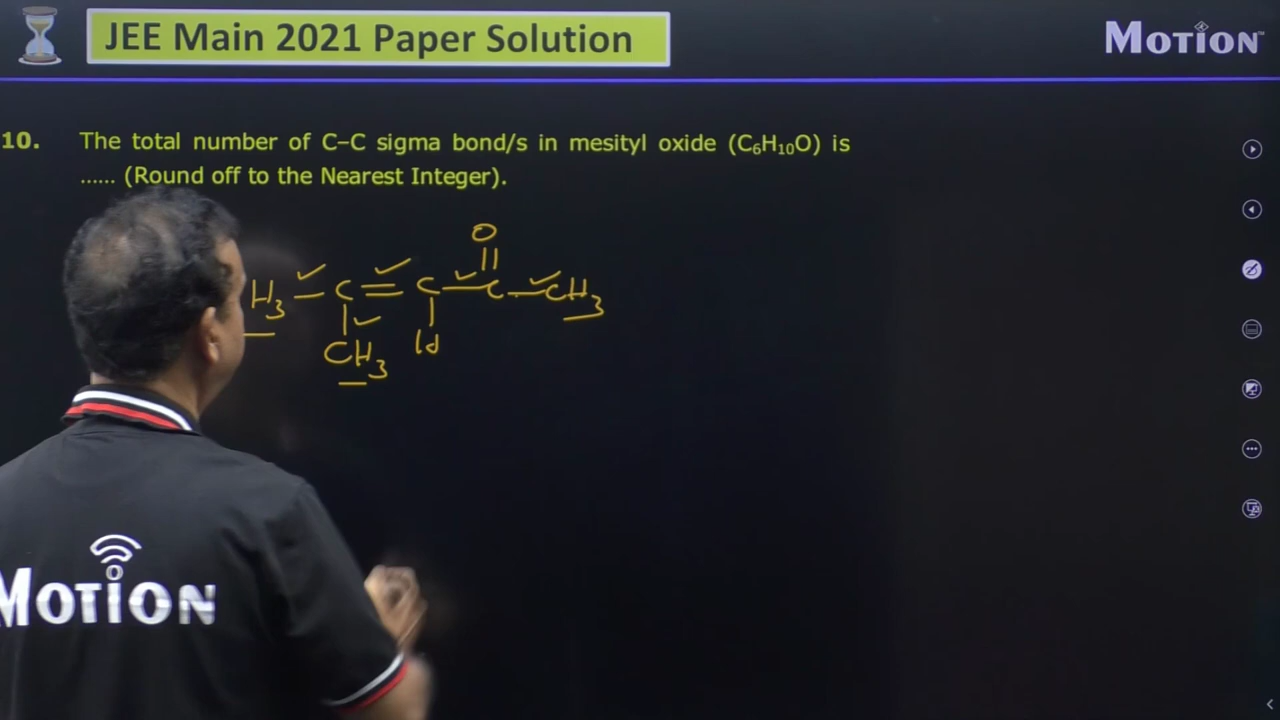 JEE Main 2021 Paper Solution
MOTION
10. The total number of C–C sigma bond/s in mesityl oxide (C₆H₁₀O) is
...... (Round off to the Nearest Integer).
O
H₃ – C = C – C – CH₃
CH₃ H
MOTION